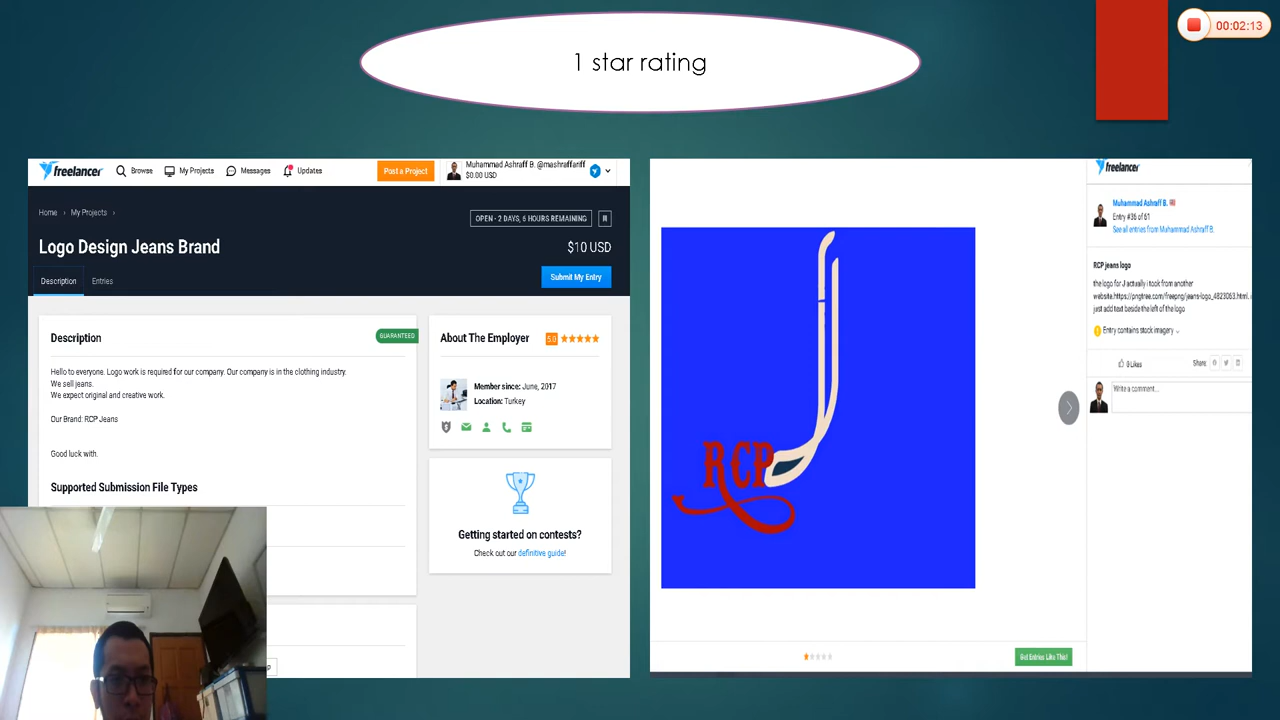 1 star rating
00:02:13
freelancer
Browse
My Projects
Messages
Updates
Post a Project
Muhammad Ashraff B. @mashraffariff
$0.00 USD
Home › My Projects ›
OPEN - 2 DAYS, 6 HOURS REMAINING
Logo Design Jeans Brand
$10 USD
Description
Entries
Submit My Entry
Description
GUARANTEED
Hello to everyone. Logo work is required for our company. Our company is in the clothing industry.
We sell jeans.
We expect original and creative work.
Our Brand: RCP Jeans
Good luck with.
Supported Submission File Types
About The Employer
5.0
Member since: June, 2017
Location: Turkey
Getting started on contests?
Check out our definitive guide!
RCP
freelancer
Muhammad Ashraff B.
Entry #36 of 61
See all entries from Muhammad Ashraff B.
RCP jeans logo
the logo for J actually i took from another
website.https://pngtree.com/freepng/jeans-logo_4823063.html. i
just add text beside the left of the logo
Entry contains stock imagery
0 Likes
Share:
Write a comment...
Get Entries Like This!